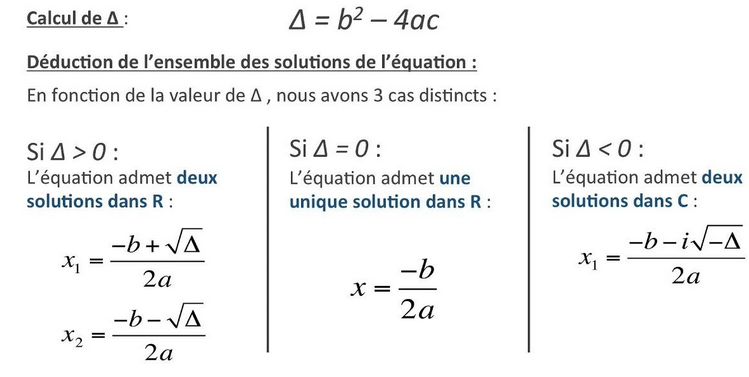 Calcul de Δ : Δ = b² – 4ac
Déduction de l’ensemble des solutions de l’équation :
En fonction de la valeur de Δ , nous avons 3 cas distincts :
Si Δ > 0 :
L’équation admet deux
solutions dans R :
x₁ = (−b + √Δ) / 2a
x₂ = (−b − √Δ) / 2a
Si Δ = 0 :
L’équation admet une
unique solution dans R :
x = −b / 2a
Si Δ < 0 :
L’équation admet deux
solutions dans C :
x₁ = (−b − i√−Δ) / 2a